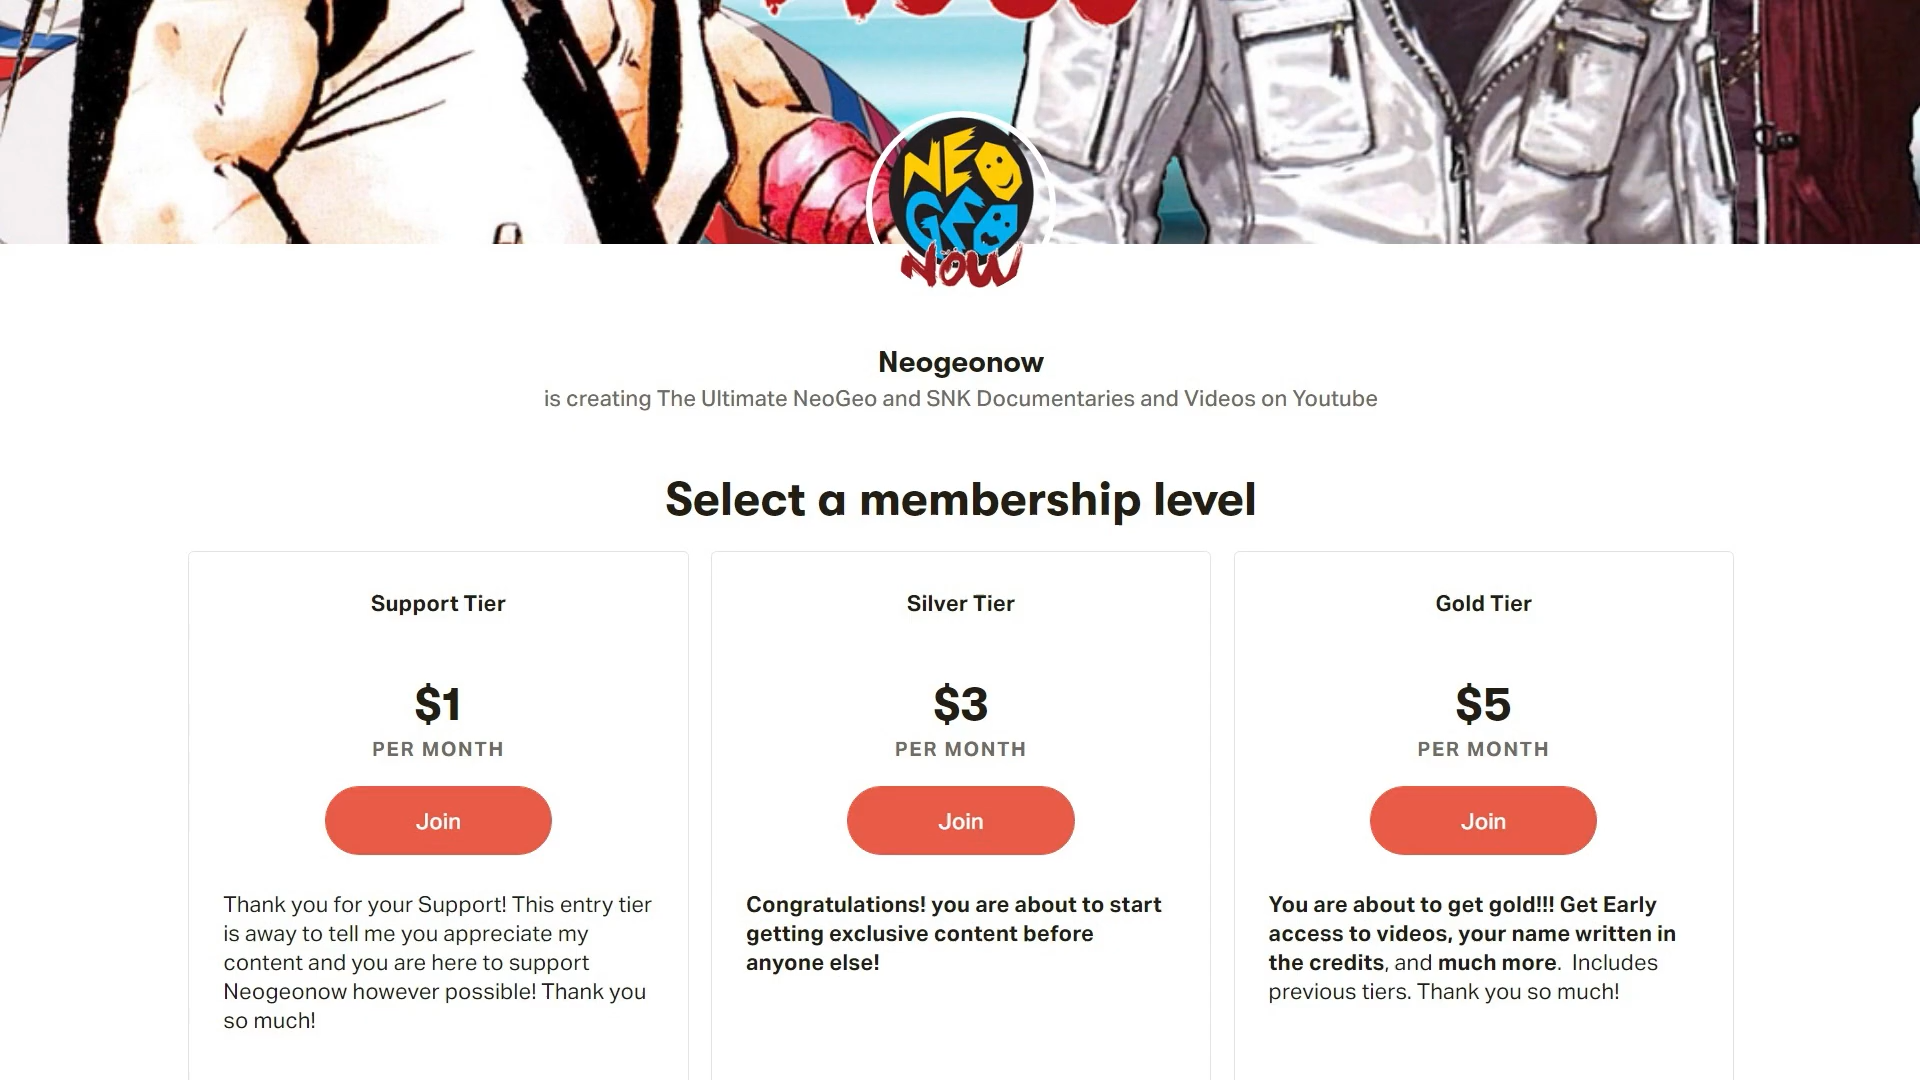 NEO
GEO
NOW
Neogeonow
is creating The Ultimate NeoGeo and SNK Documentaries and Videos on Youtube
Select a membership level
Support Tier
$1
PER MONTH
Join
Thank you for your Support! This entry tier
is away to tell me you appreciate my
content and you are here to support
Neogeonow however possible! Thank you
so much!
Silver Tier
$3
PER MONTH
Join
Congratulations! you are about to start
getting exclusive content before
anyone else!
Gold Tier
$5
PER MONTH
Join
You are about to get gold!!! Get Early
access to videos, your name written in
the credits, and much more. Includes
previous tiers. Thank you so much!